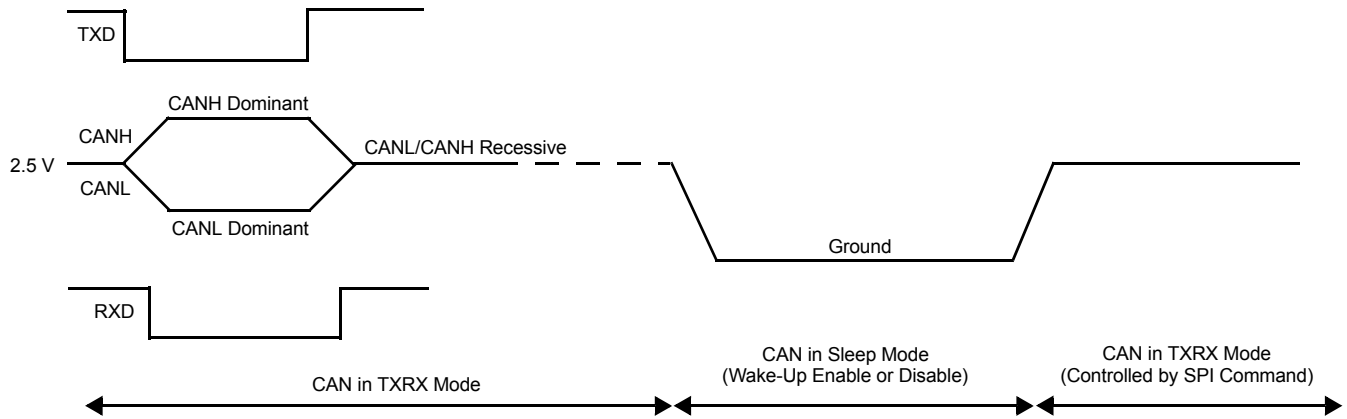 TXD
CANH Dominant
CANH
CANL/CANH Recessive
2.5 V
CANL
CANL Dominant
Ground
RXD
CAN in TXRX Mode
CAN in Sleep Mode
(Wake-Up Enable or Disable)
CAN in TXRX Mode
(Controlled by SPI Command)